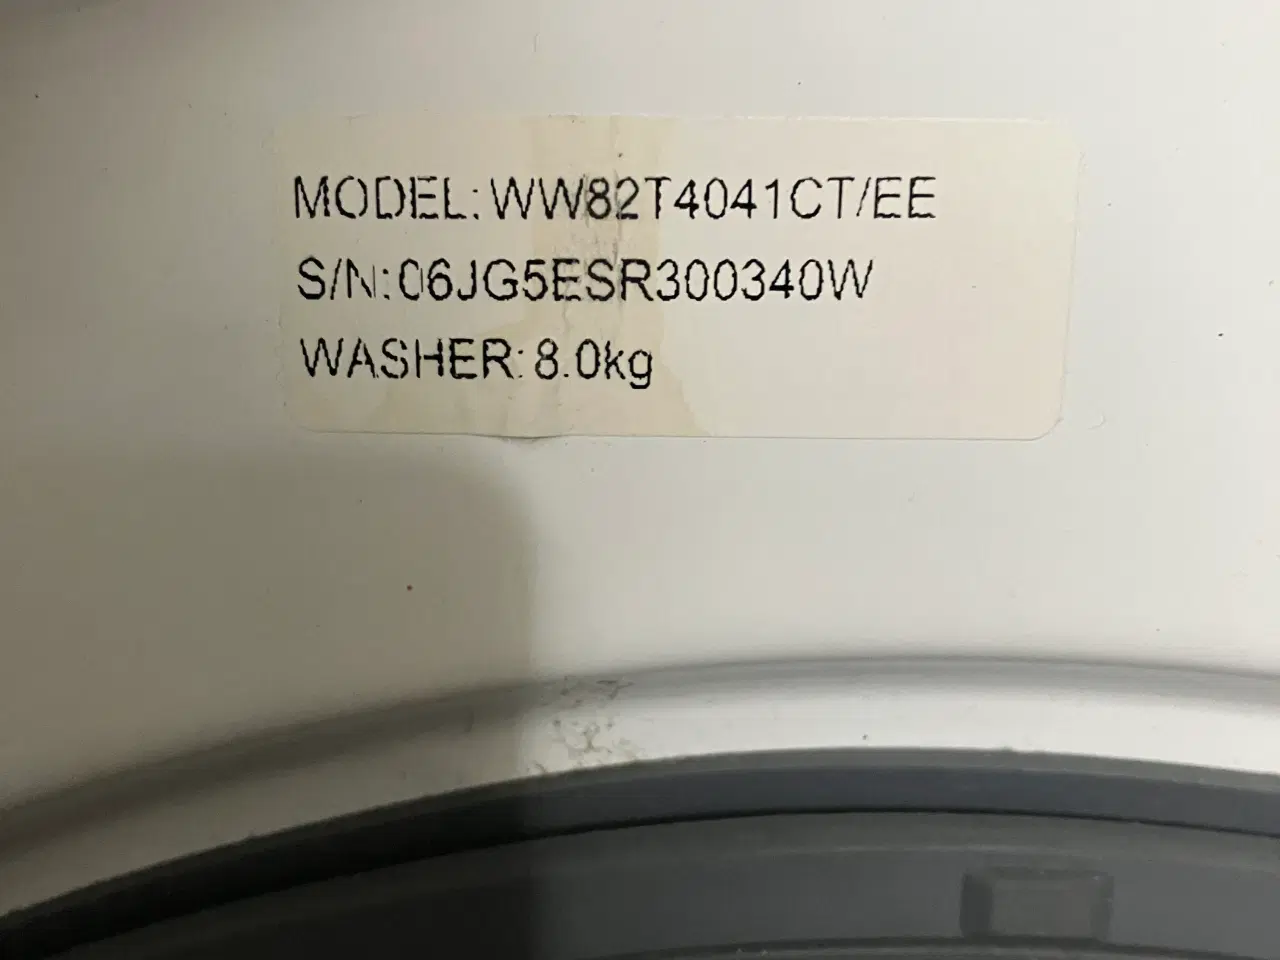 MODEL: WW82T4041CT/EE
S/N: 06JG5ESR300340W
WASHER: 8.0kg